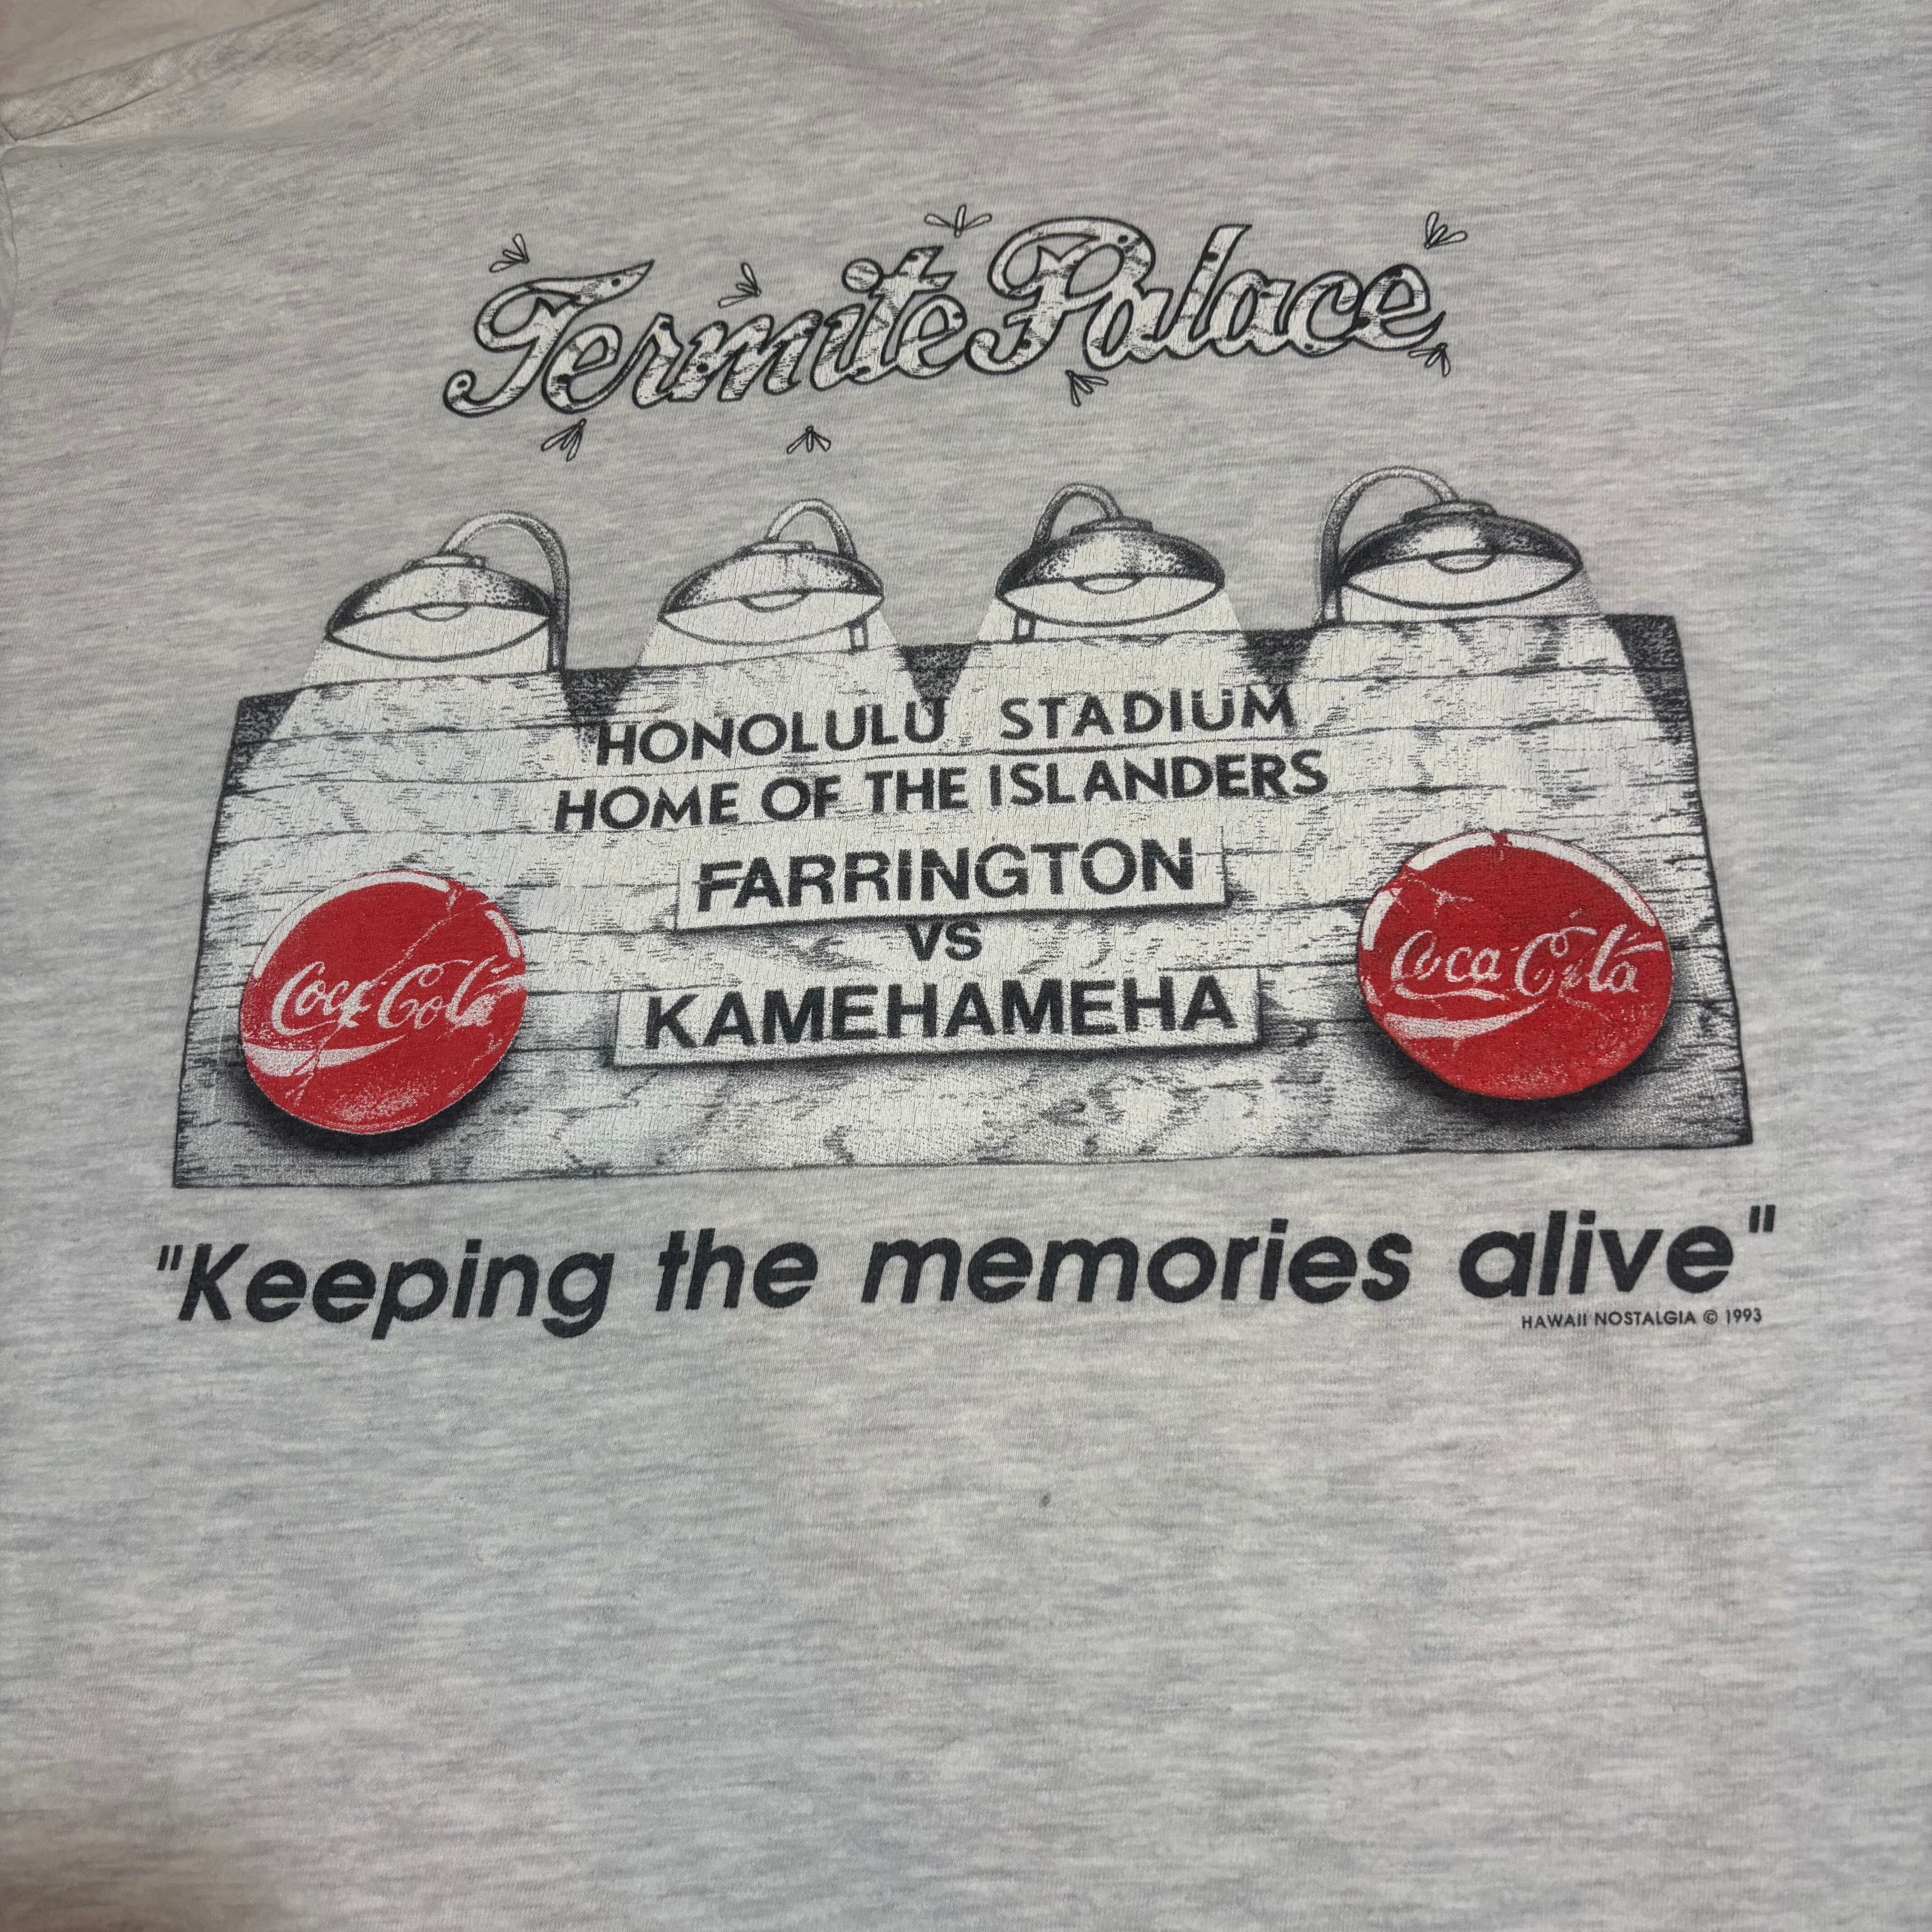 Termite Palace
HONOLULU STADIUM
HOME OF THE ISLANDERS
FARRINGTON
VS
KAMEHAMEHA
Coca-Cola
Coca-Cola
"Keeping the memories alive"
HAWAII NOSTALGIA © 1993